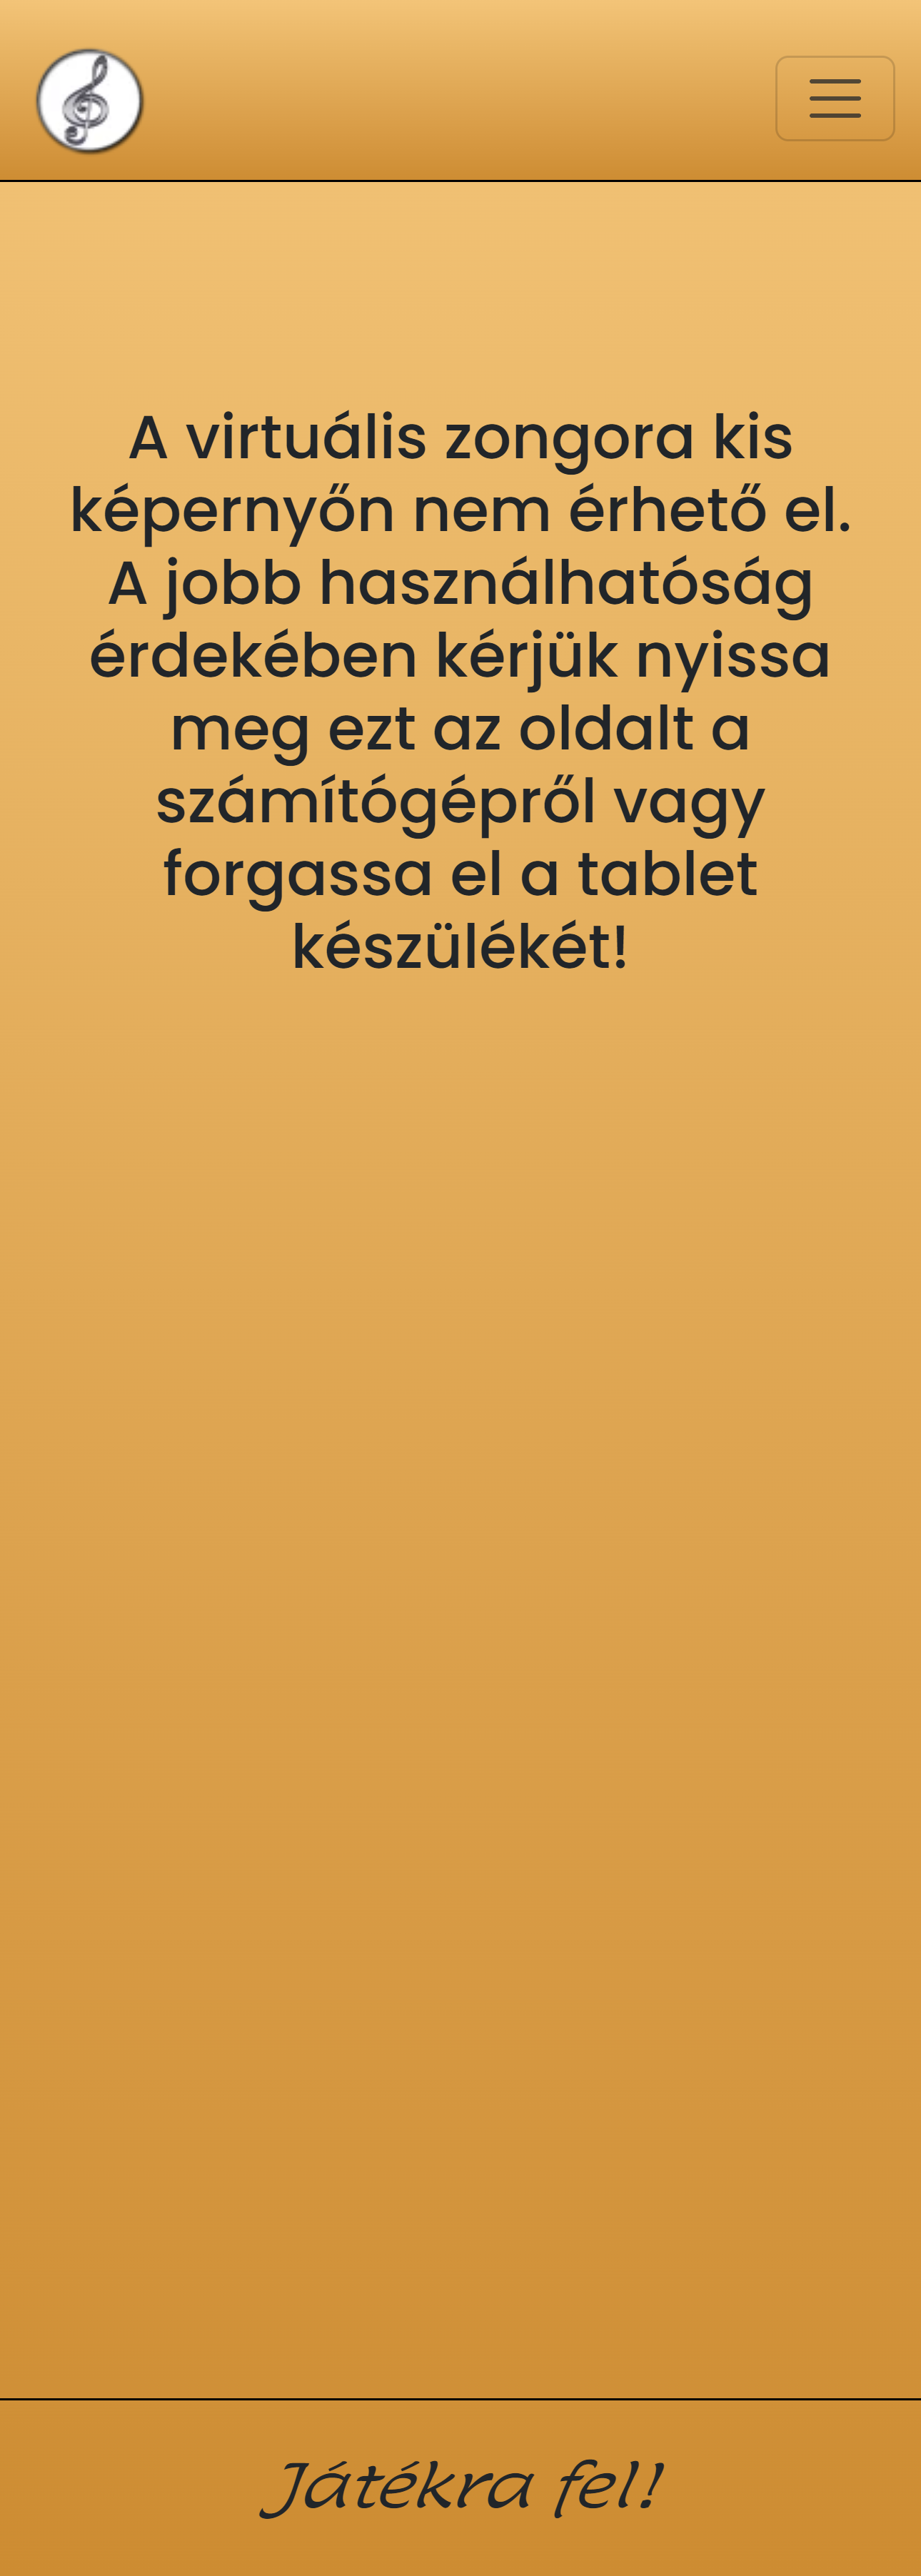 A virtuális zongora kis
képernyőn nem érhető el.
A jobb használhatóság
érdekében kérjük nyissa
meg ezt az oldalt a
számítógépről vagy
forgassa el a tablet
készülékét!
Játékra fel!